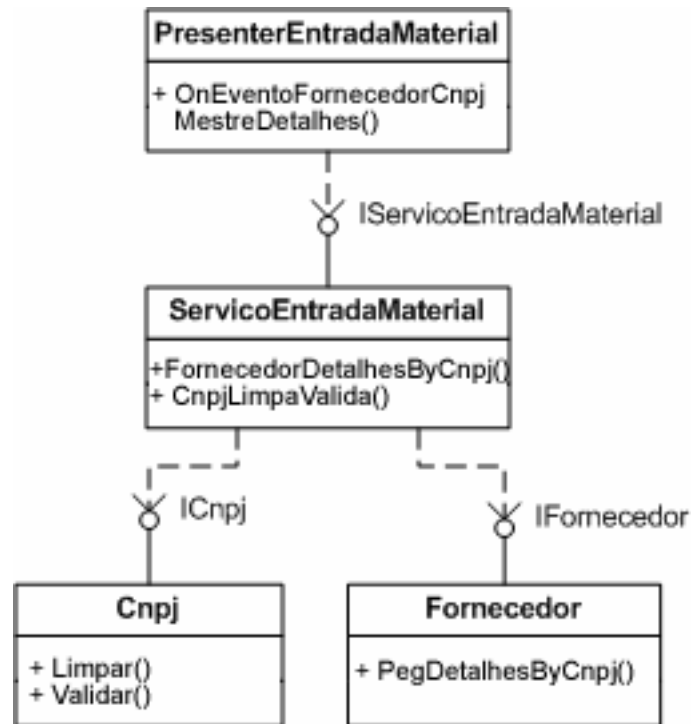 PresenterEntradaMaterial
+ OnEventoFornecedorCnpj
MestreDetalhes()
IServicoEntradaMaterial
ServicoEntradaMaterial
+FornecedorDetalhesByCnpj()
+ CnpjLimpaValida()
ICnpj
IFornecedor
Cnpj
+ Limpar()
+ Validar()
Fornecedor
+ PegDetalhesByCnpj()